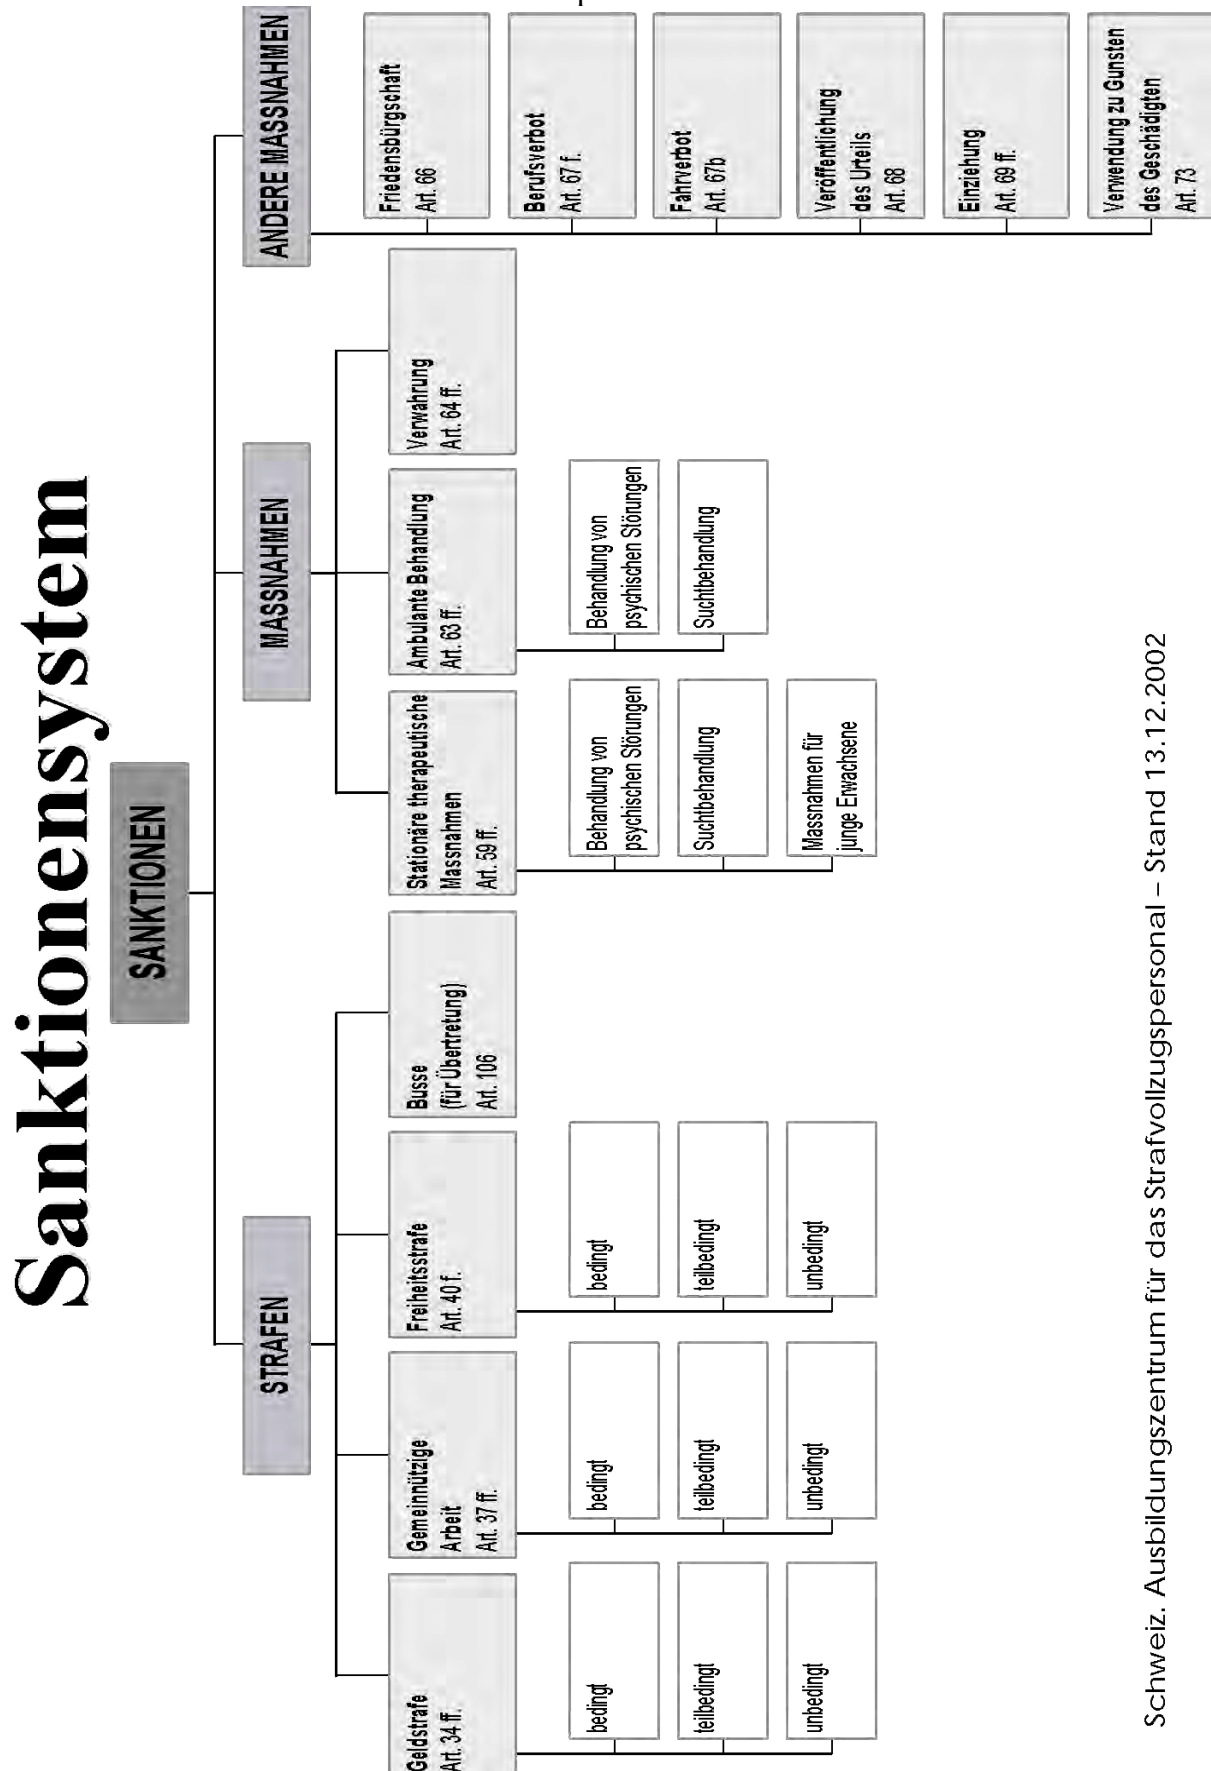 Sanktionensystem
SANKTIONEN
STRAFEN
MASSNAHMEN
ANDERE MASSNAHMEN
Geldstrafe
Art. 34 ff.
bedingt
teilbedingt
unbedingt
Gemeinnützige
Arbeit
Art. 37 ff.
bedingt
teilbedingt
unbedingt
Freiheitsstrafe
Art. 40 f.
bedingt
teilbedingt
unbedingt
Busse
(für Übertretung)
Art. 106
Stationäre therapeutische
Massnahmen
Art. 59 ff.
Behandlung von
psychischen Störungen
Suchtbehandlung
Massnahmen für
junge Erwachsene
Ambulante Behandlung
Art. 63 ff.
Behandlung von
psychischen Störungen
Suchtbehandlung
Verwahrung
Art. 64 ff.
Friedensbürgschaft
Art. 66
Berufsverbot
Art. 67 f.
Fahrverbot
Art. 67b
Veröffentlichung
des Urteils
Art. 68
Einziehung
Art. 69 ff.
Verwendung zu Gunsten
des Geschädigten
Art. 73
Schweiz. Ausbildungszentrum für das Strafvollzugspersonal – Stand 13.12.2002